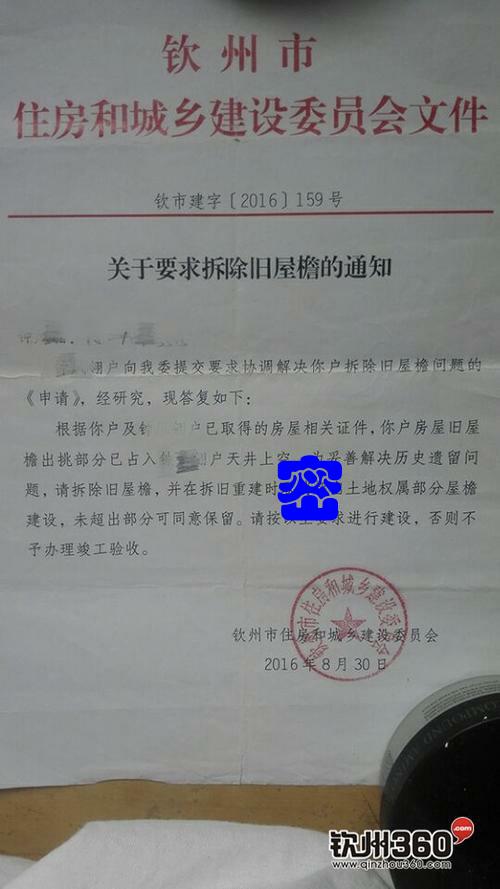 钦州市
住房和城乡建设委员会文件
钦市建字〔2016〕159号
关于要求拆除旧屋檐的通知
翊户向我委提交要求协调解决你户拆除旧屋檐问题的
《申请》，经研究，现答复如下：
根据你户及钟 户已取得的房屋相关证件，你户房屋旧屋
檐出挑部分已占入 户天井上空。为妥善解决历史遗留问
题，请拆除旧屋檐，并在拆旧重建时 土地权属部分屋檐
建设，未超出部分可同意保留。请按以上要求进行建设，否则不
予办理竣工验收。
钦州市住房和城乡建设委员会
2016年8月30日
钦州市住房和城乡建设委员会
钦州360.com
www.qinzhou360.com